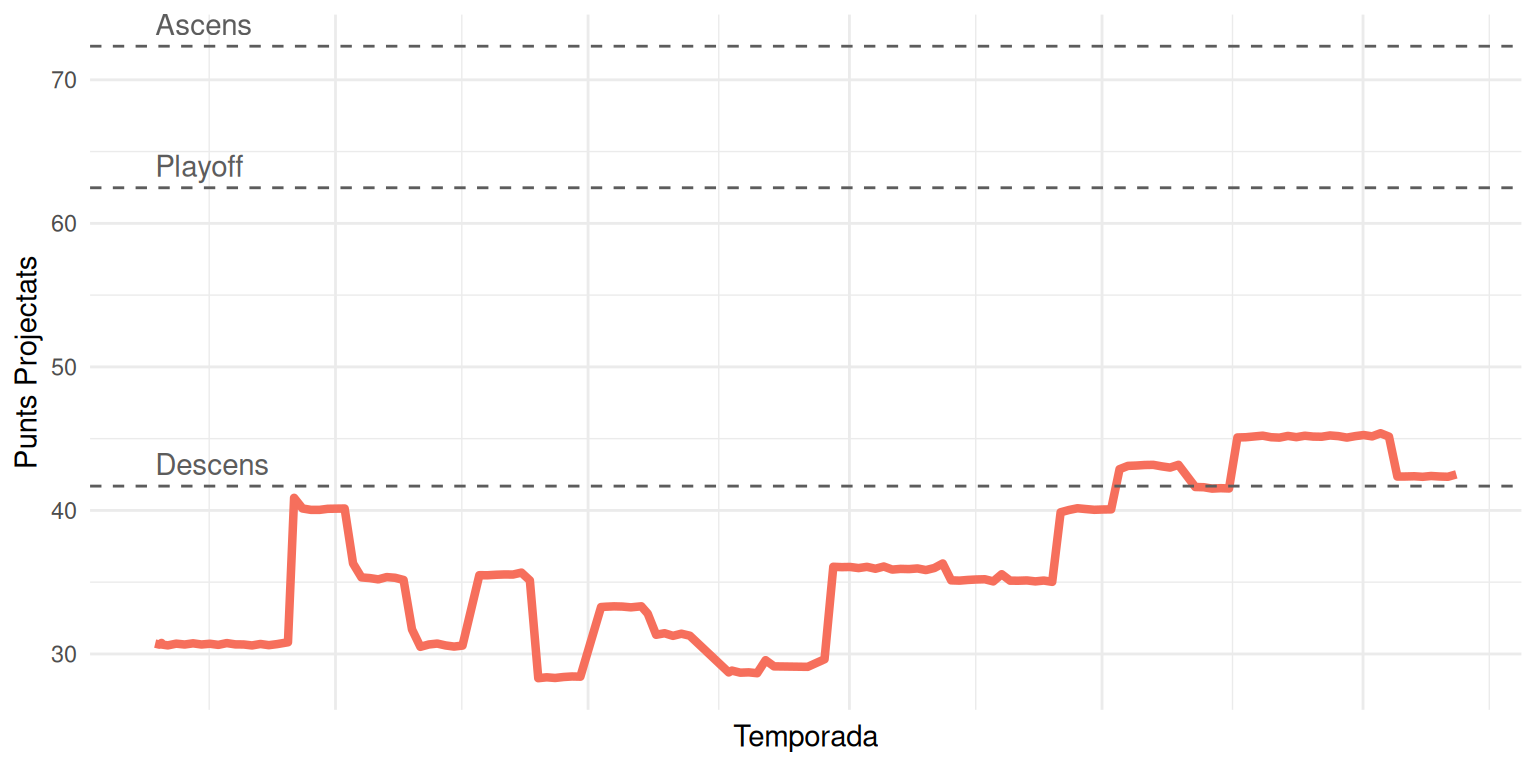 Ascens
70
Playoff
60
Punts Projectats
50
Descens
40
30
Temporada